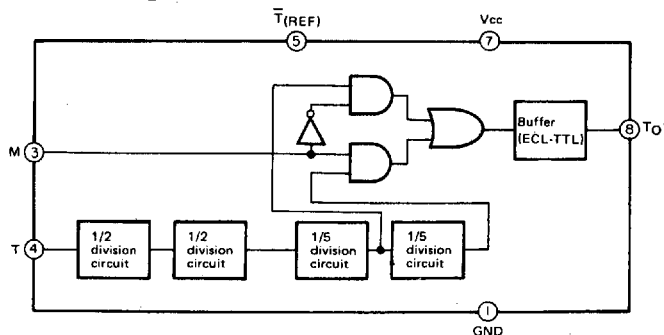 T(REF)
Vcc
5
7
M 3
Buffer
(ECL-TTL)
8 TO
T 4
1/2
division
circuit
1/2
division
circuit
1/5
division
circuit
1/5
division
circuit
1
GND